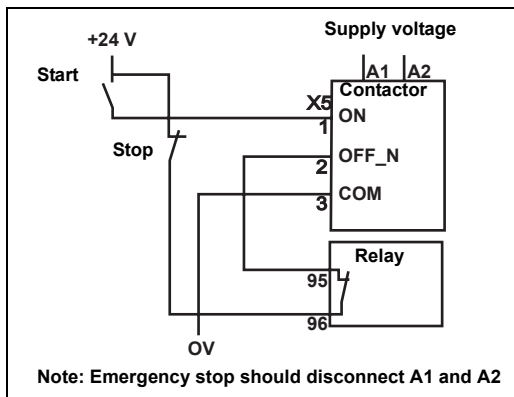 Supply voltage
+24 V
A1 A2
Start
Contactor
X5
1 ON
Stop
2 OFF_N
3 COM
Relay
95
96
OV
Note: Emergency stop should disconnect A1 and A2